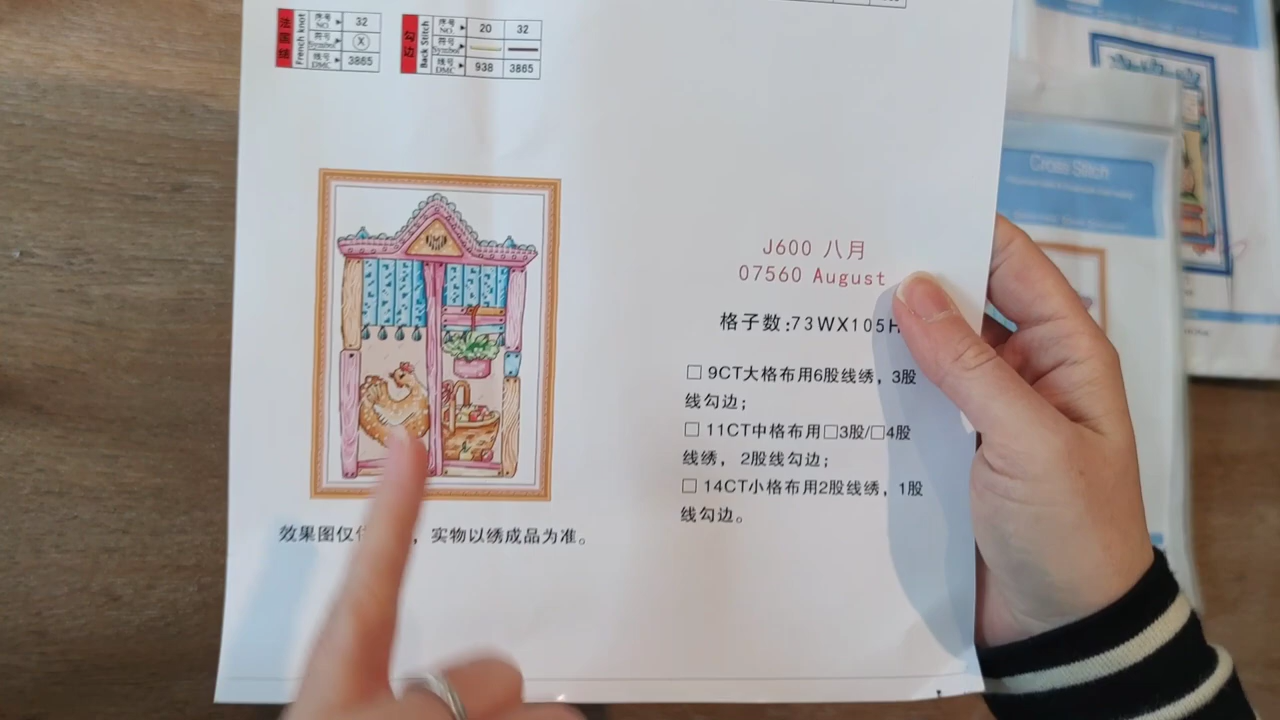 法国结 French knot
序号 NO. 32
符号 Symbol X
线号 DMC 3865
勾边 Back Stitch
序号 NO. 20 32
符号 Symbol
线号 DMC 938 3865
J600 八月
07560 August
格子数:73WX105H
□ 9CT大格布用6股线绣，3股
线勾边；
□ 11CT中格布用□3股/□4股
线绣， 2股线勾边；
□ 14CT小格布用2股线绣，1股
线勾边。
效果图仅 ，实物以绣成品为准。
Cross Stitch